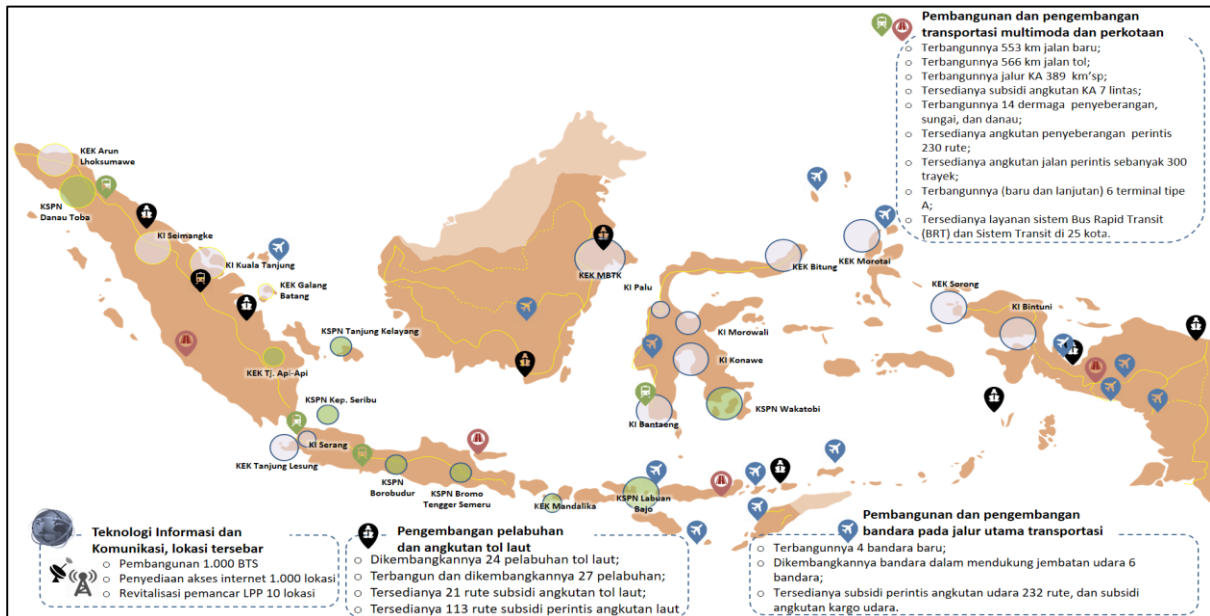 Pembangunan dan pengembangan
transportasi multimoda dan perkotaan
o Terbangunnya 553 km jalan baru;
o Terbangunnya 566 km jalan tol;
o Terbangunnya jalur KA 389 km'sp;
o Tersedianya subsidi angkutan KA 7 lintas;
o Terbangunnya 14 dermaga penyeberangan,
sungai, dan danau;
o Tersedianya angkutan penyeberangan perintis
230 rute;
o Tersedianya angkutan jalan perintis sebanyak 300
trayek;
o Terbangunnya (baru dan lanjutan) 6 terminal tipe
A;
o Tersedianya layanan sistem Bus Rapid Transit
(BRT) dan Sistem Transit di 25 kota.
KEK Arun
Lhoksumawe
KSPN
Danau Toba
KI Seimangke
KI Kuala Tanjung
KEK Galang
Batang
KSPN Tanjung Kelayang
KEK Tj. Api-Api
KSPN Kep. Seribu
KI Serang
KEK Tanjung Lesung
KSPN
Borobudur
KSPN Bromo
Tengger Semeru
KEK Mandalika
KSPN Labuan
Bajo
KEK MBTK
KI Palu
KEK Bitung
KEK Morotai
KI Morowali
KI Konawe
KSPN Wakatobi
KI Bantaeng
KEK Sorong
KI Bintuni
Teknologi Informasi dan
Komunikasi, lokasi tersebar
o Pembangunan 1.000 BTS
o Penyediaan akses internet 1.000 lokasi
o Revitalisasi pemancar LPP 10 lokasi
Pengembangan pelabuhan
dan angkutan tol laut
o Dikembangkannya 24 pelabuhan tol laut;
o Terbangun dan dikembangkannya 27 pelabuhan;
o Tersedianya 21 rute subsidi angkutan tol laut;
o Tersedianya 113 rute subsidi perintis angkutan laut
Pembangunan dan pengembangan
bandara pada jalur utama transportasi
o Terbangunnya 4 bandara baru;
o Dikembangkannya bandara dalam mendukung jembatan udara 6
bandara;
o Tersedianya subsidi perintis angkutan udara 232 rute, dan subsidi
angkutan kargo udara.